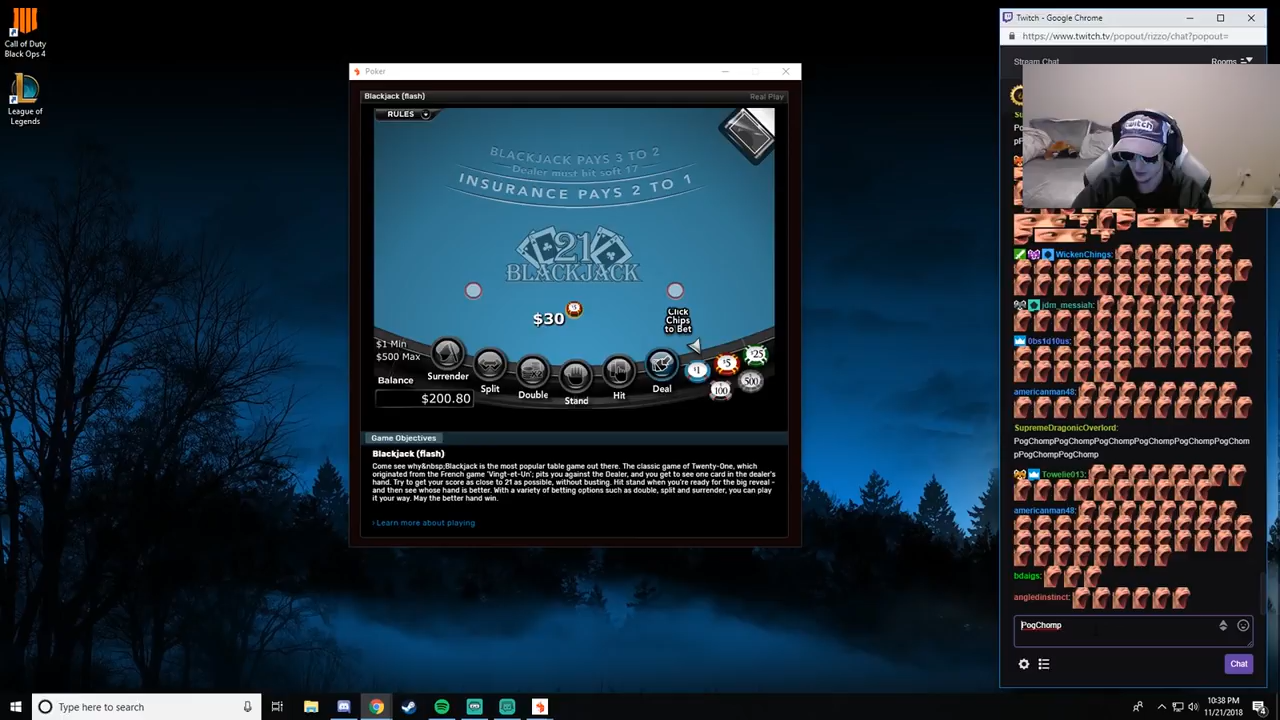 Call of Duty
Black Ops 4
League of
Legends
Poker
Blackjack (flash)
Real Play
RULES
BLACKJACK PAYS 3 TO 2
Dealer must hit soft 17
INSURANCE PAYS 2 TO 1
21
BLACKJACK
$30
Click
Chips
to Bet
$1 Min
$500 Max
Balance
$200.80
Surrender
Split
Double
Stand
Hit
Deal
$1
$5
$25
100
500
Game Objectives
Blackjack (flash)
Come see why&nbsp;Blackjack is the most popular table game out there. The classic game of Twenty-One, which
originated from the French game 'Vingt-et-Un'; pits you against the Dealer, and you get to see one card in the dealer's
hand. Try to get your score as close to 21 as possible, without busting. Hit stand when you're ready for the big reveal -
and then see whose hand is better. With a variety of betting options such as double, split and surrender, you can play
it your way. May the better hand win.
› Learn more about playing
Twitch - Google Chrome
https://www.twitch.tv/popout/rizzo/chat?popout=
Stream Chat
Rooms
twitch
WickenChings:
jdm_messiah:
0bs1d10us:
americanman48:
SupremeDragonicOverlord:
PogChompPogChompPogChompPogChompPogChompPogChom
pPogChompPogChomp
Towelie013:
americanman48:
bdaigs:
angledinstinct:
PogChomp
Chat
Type here to search
10:38 PM
11/21/2018
4